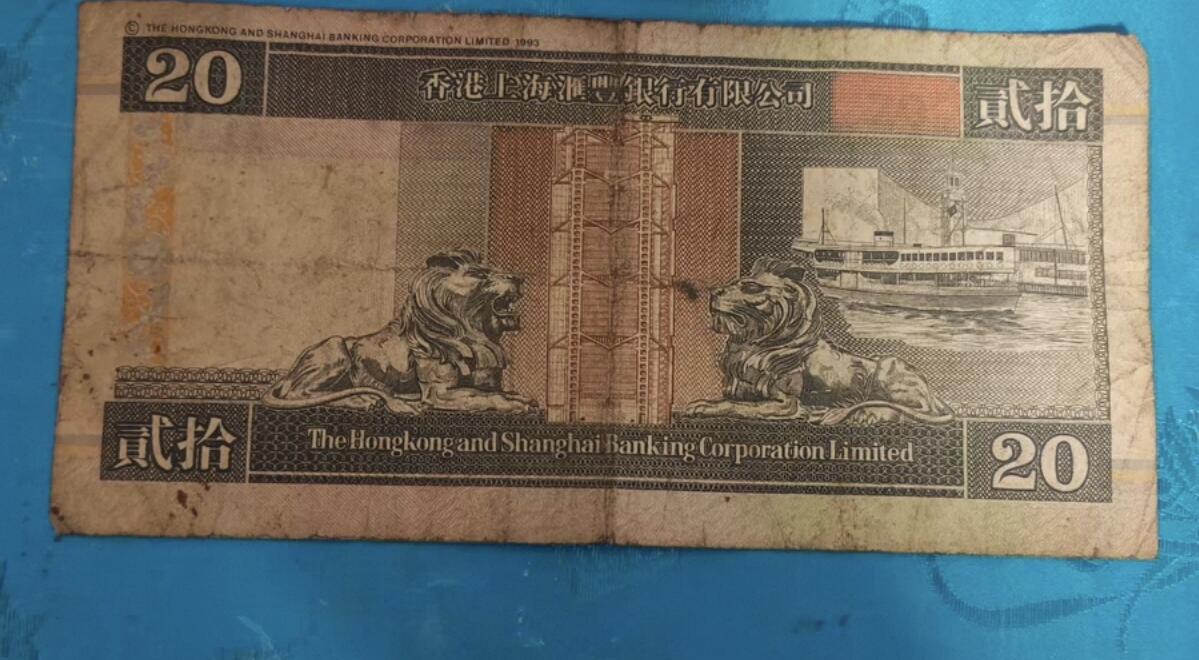 © THE HONGKONG AND SHANGHAI BANKING CORPORATION LIMITED 1993
20
香港上海滙豐銀行有限公司
貳拾
貳拾
The Hongkong and Shanghai Banking Corporation Limited
20